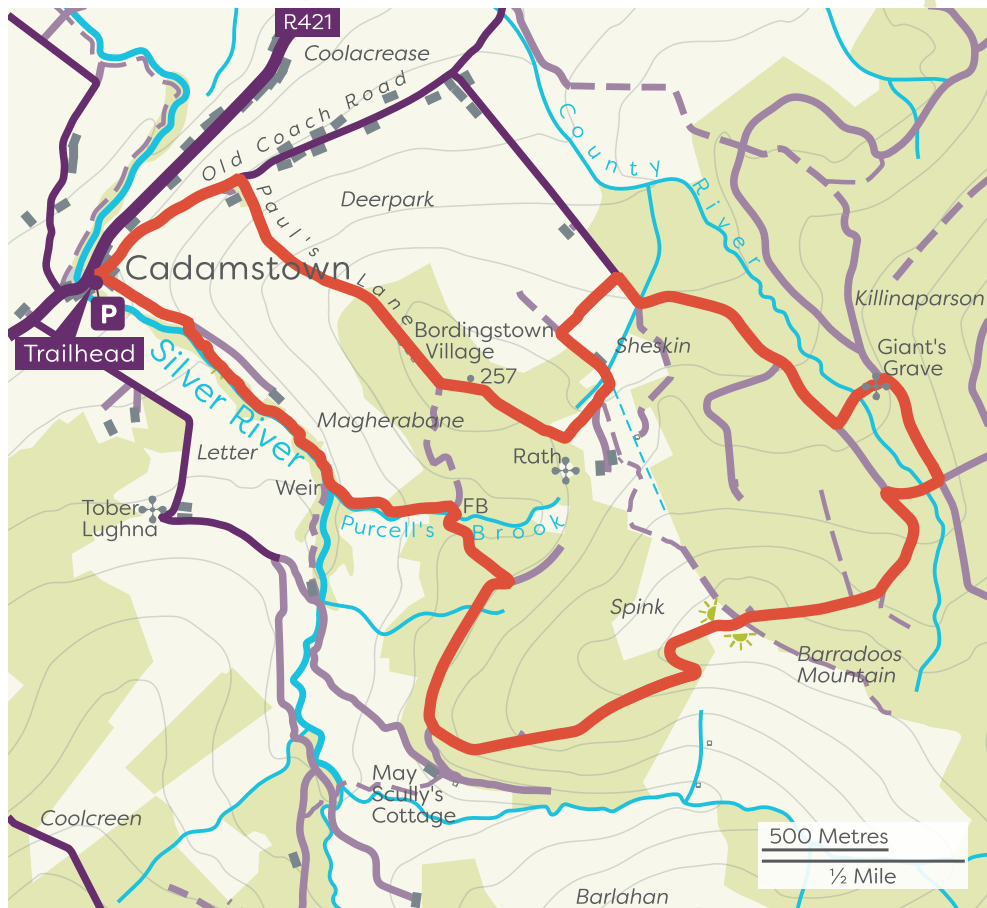 R421
Coolacrease
Old Coach Road
County River
Paul's Lane
Deerpark
Cadamstown
P
Trailhead
Killinaparson
Bordingstown
Village
257
Sheskin
Giant's
Grave
Silver River
Magherabane
Letter
Rath
Weir
FB
Tober
Lughna
Purcell's Brook
Spink
Barradoos
Mountain
May
Scully's
Cottage
Coolcreen
500 Metres
½ Mile
Barlahan